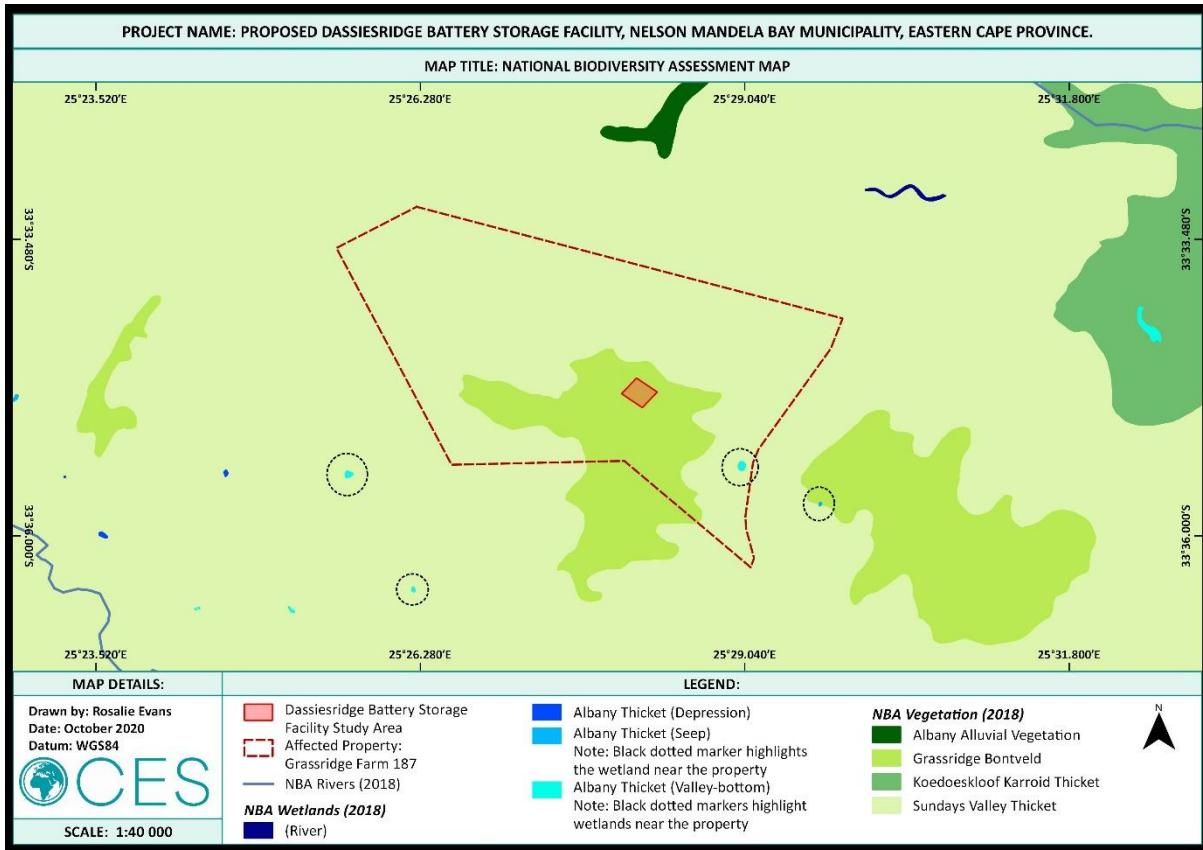 PROJECT NAME: PROPOSED DASSIESRIDGE BATTERY STORAGE FACILITY, NELSON MANDELA BAY MUNICIPALITY, EASTERN CAPE PROVINCE.
MAP TITLE: NATIONAL BIODIVERSITY ASSESSMENT MAP
25°23.520'E
25°26.280'E
25°29.040'E
25°31.800'E
33°33.480'S
33°33.480'S
33°36.000'S
33°36.000'S
25°23.520'E
25°26.280'E
25°29.040'E
25°31.800'E
MAP DETAILS:
Drawn by: Rosalie Evans
Date: October 2020
Datum: WGS84
CES
SCALE: 1:40 000
LEGEND:
Dassiesridge Battery Storage
Facility Study Area
Affected Property:
Grassridge Farm 187
NBA Rivers (2018)
NBA Wetlands (2018)
(River)
Albany Thicket (Depression)
Albany Thicket (Seep)
Note: Black dotted marker highlights
the wetland near the property
Albany Thicket (Valley-bottom)
Note: Black dotted markers highlight
wetlands near the property
NBA Vegetation (2018)
Albany Alluvial Vegetation
Grassridge Bontveld
Koedoeskloof Karroid Thicket
Sundays Valley Thicket
N